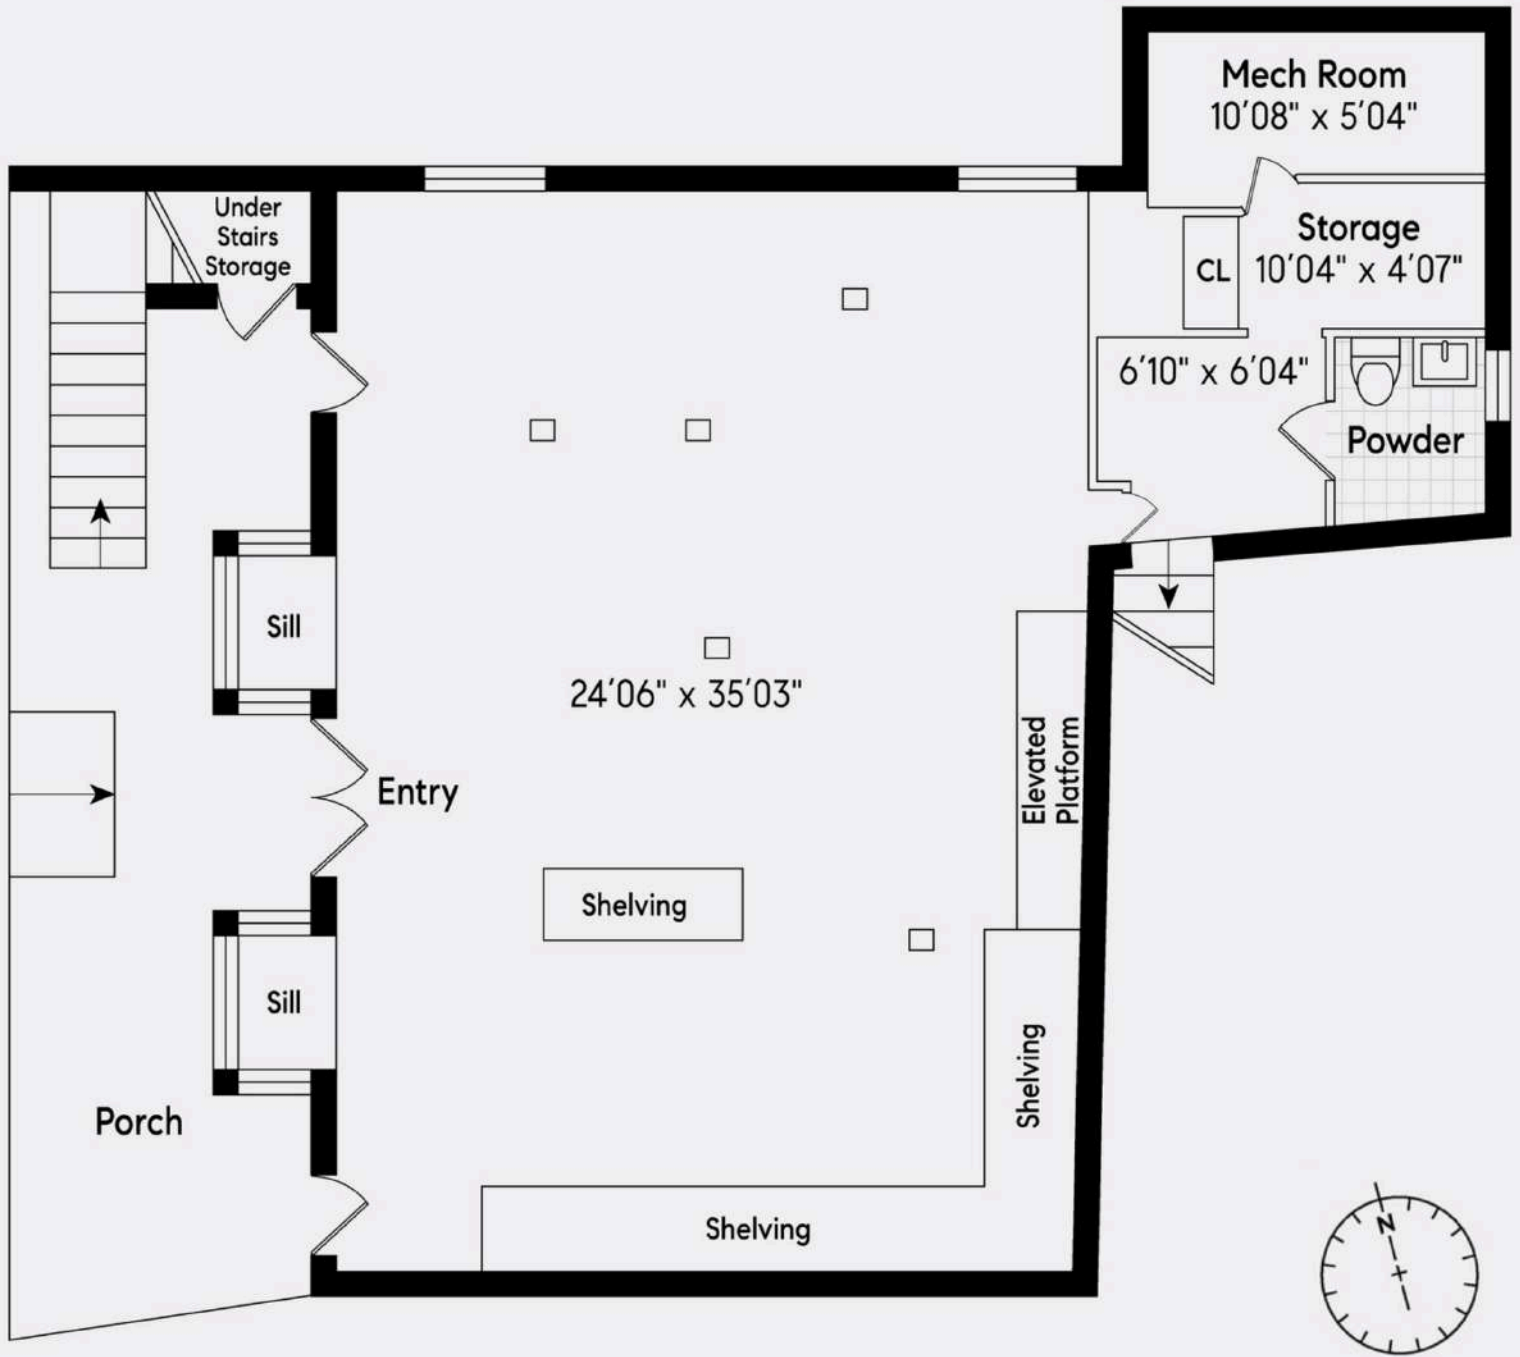 Mech Room
10'08" x 5'04"
Under
Stairs
Storage
Storage
10'04" x 4'07"
CL
6'10" x 6'04"
Powder
Sill
24'06" x 35'03"
Elevated
Platform
Entry
Shelving
Sill
Shelving
Porch
Shelving
N